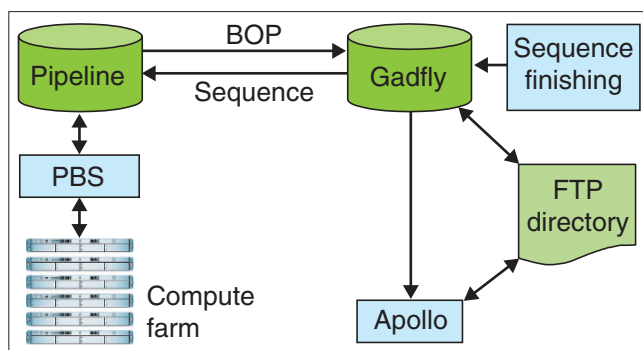 BOP
Pipeline
Gadfly
Sequence
Sequence
finishing
PBS
FTP
directory
Compute
farm
Apollo